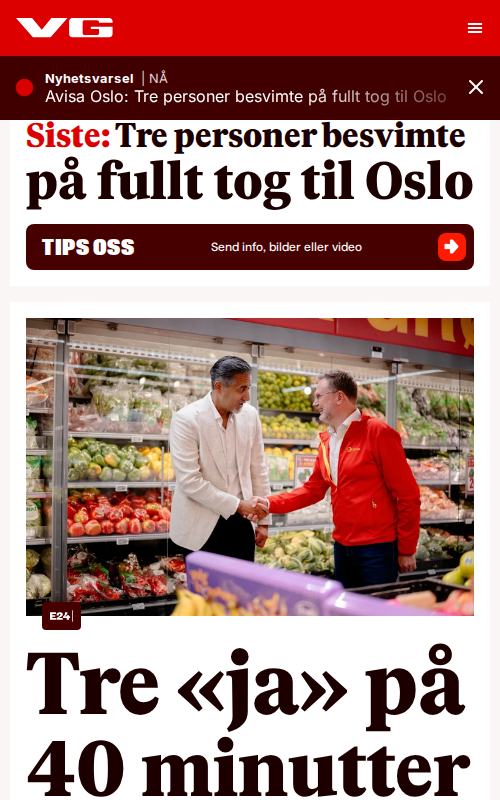 VG
Nyhetsvarsel | NÅ
Avisa Oslo: Tre personer besvimte på fullt tog til Oslo
Siste: Tre personer besvimte
på fullt tog til Oslo
TIPS OSS
Send info, bilder eller video
E24
Tre «ja» på
40 minutter